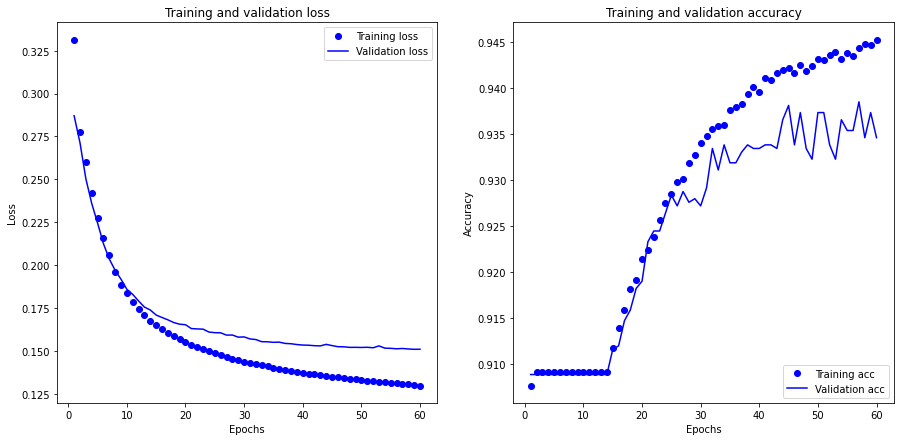 Training and validation loss
Training loss
Validation loss
0.325
0.300
0.275
0.250
0.225
0.200
0.175
0.150
0.125
Loss
0 10 20 30 40 50 60
Epochs
Training and validation accuracy
0.945
0.940
0.935
0.930
0.925
0.920
0.915
0.910
Accuracy
Training acc
Validation acc
0 10 20 30 40 50 60
Epochs